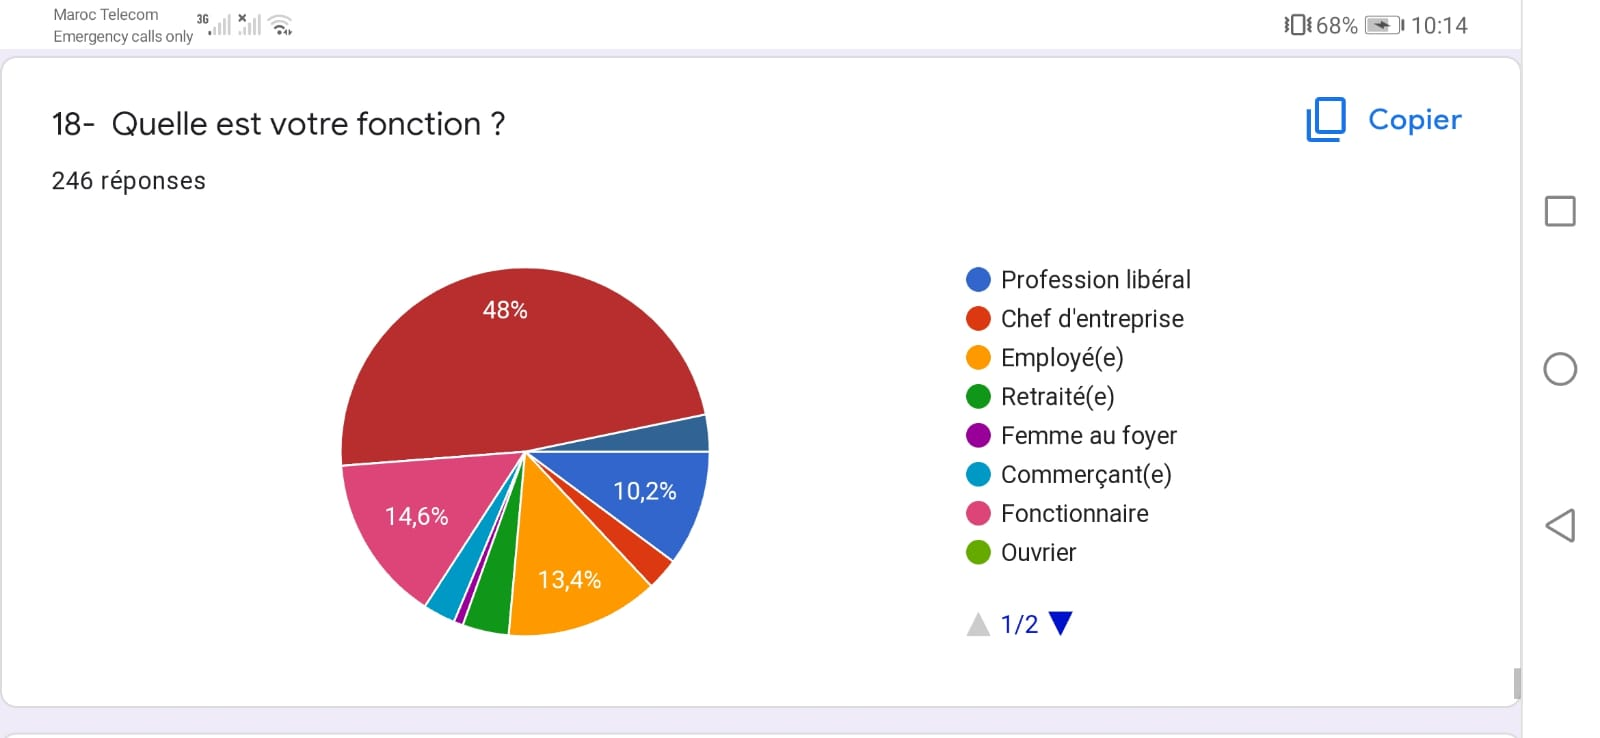 Maroc Telecom
Emergency calls only
3G
68%
10:14
18- Quelle est votre fonction ?
Copier
246 réponses
48%
10,2%
14,6%
13,4%
Profession libéral
Chef d'entreprise
Employé(e)
Retraité(e)
Femme au foyer
Commerçant(e)
Fonctionnaire
Ouvrier
1/2